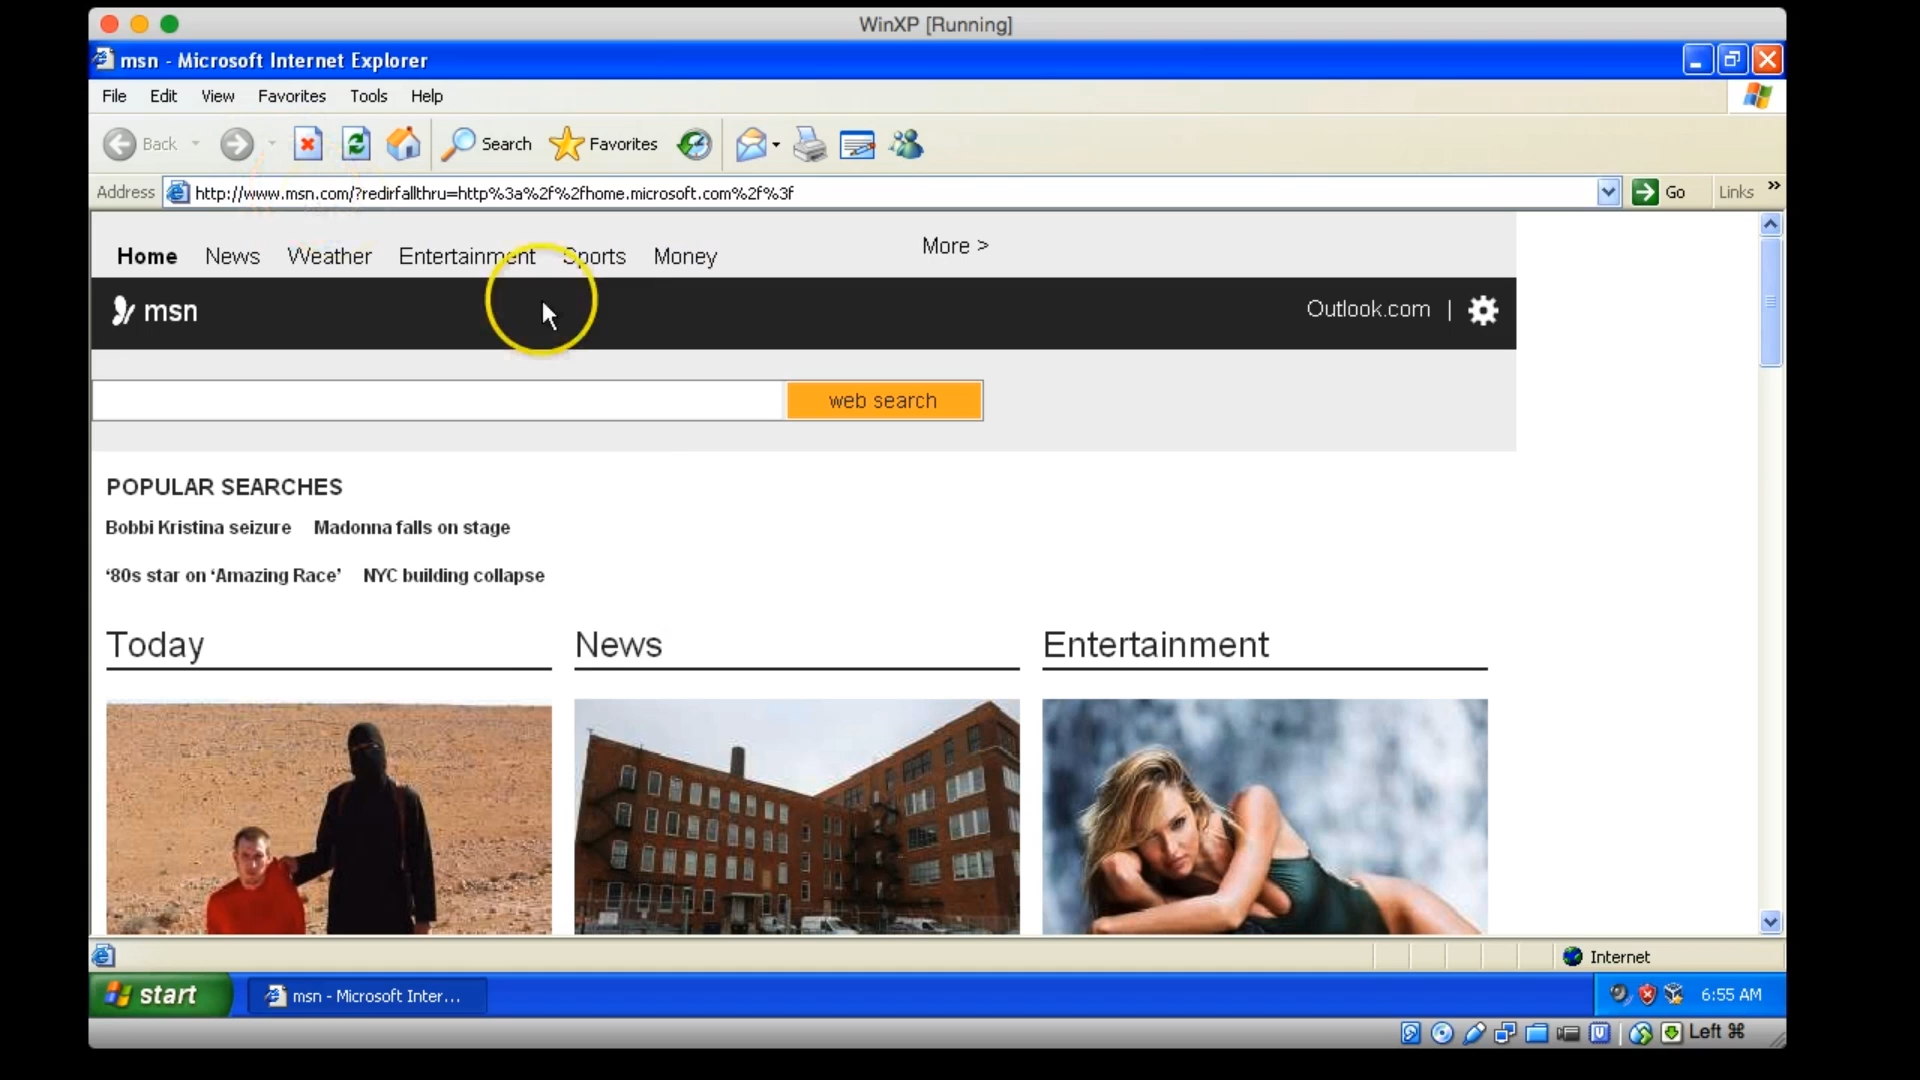 WinXP [Running]
msn - Microsoft Internet Explorer
File Edit View Favorites Tools Help
Back Search Favorites
Address http://www.msn.com/?redirfallthru=http%3a%2f%2fhome.microsoft.com%2f%3f Go Links »
Home News Weather Entertainment Sports Money More >
msn Outlook.com |
web search
POPULAR SEARCHES
Bobbi Kristina seizure Madonna falls on stage
‘80s star on ‘Amazing Race’ NYC building collapse
Today News Entertainment
Internet
start msn - Microsoft Inter... 6:55 AM
Left ⌘